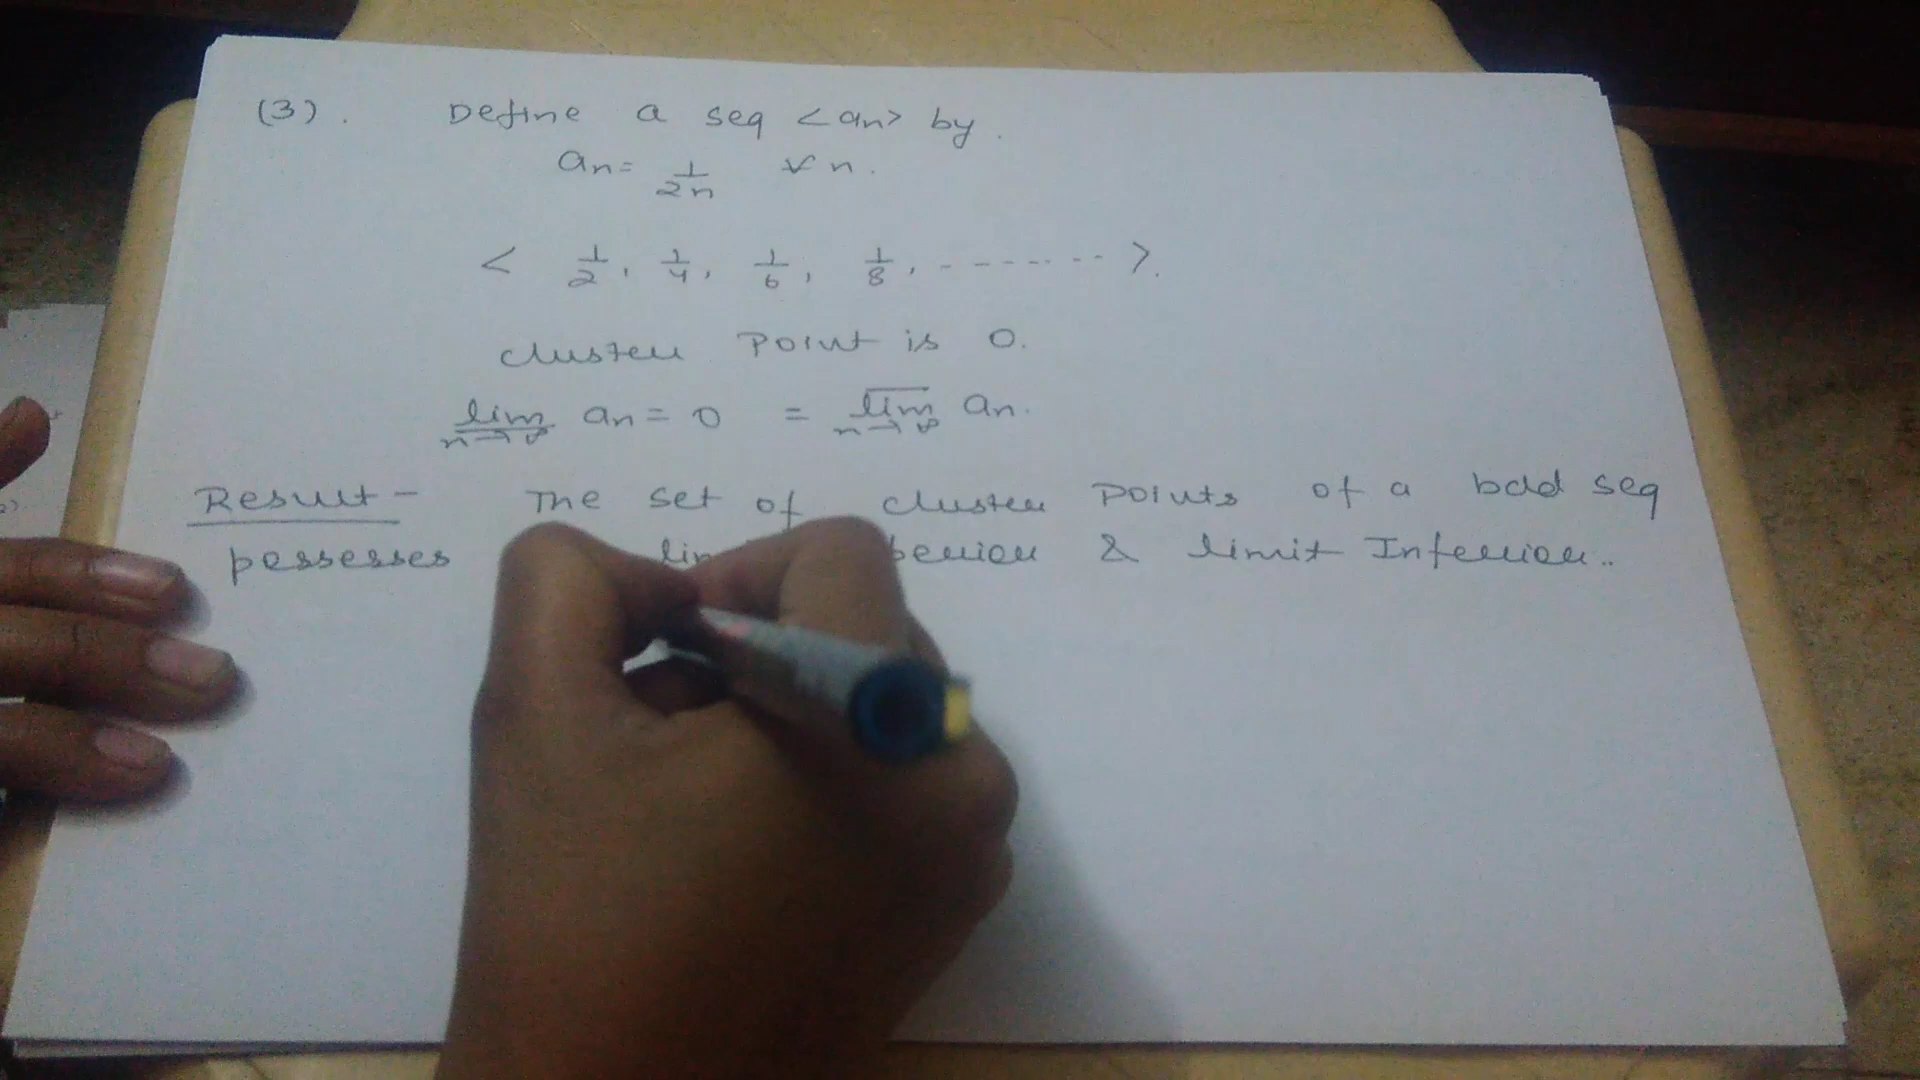 (3). Define a seq <an> by.
an = 1/2n ∀ n.
< 1/2, 1/4, 1/6, 1/8, ------- >.
cluster Point is 0.
lim n→∞ an = 0 = lim n→∞ an.
Result - The set of cluster Points of a bdd seq
possesses & limit Inferior..